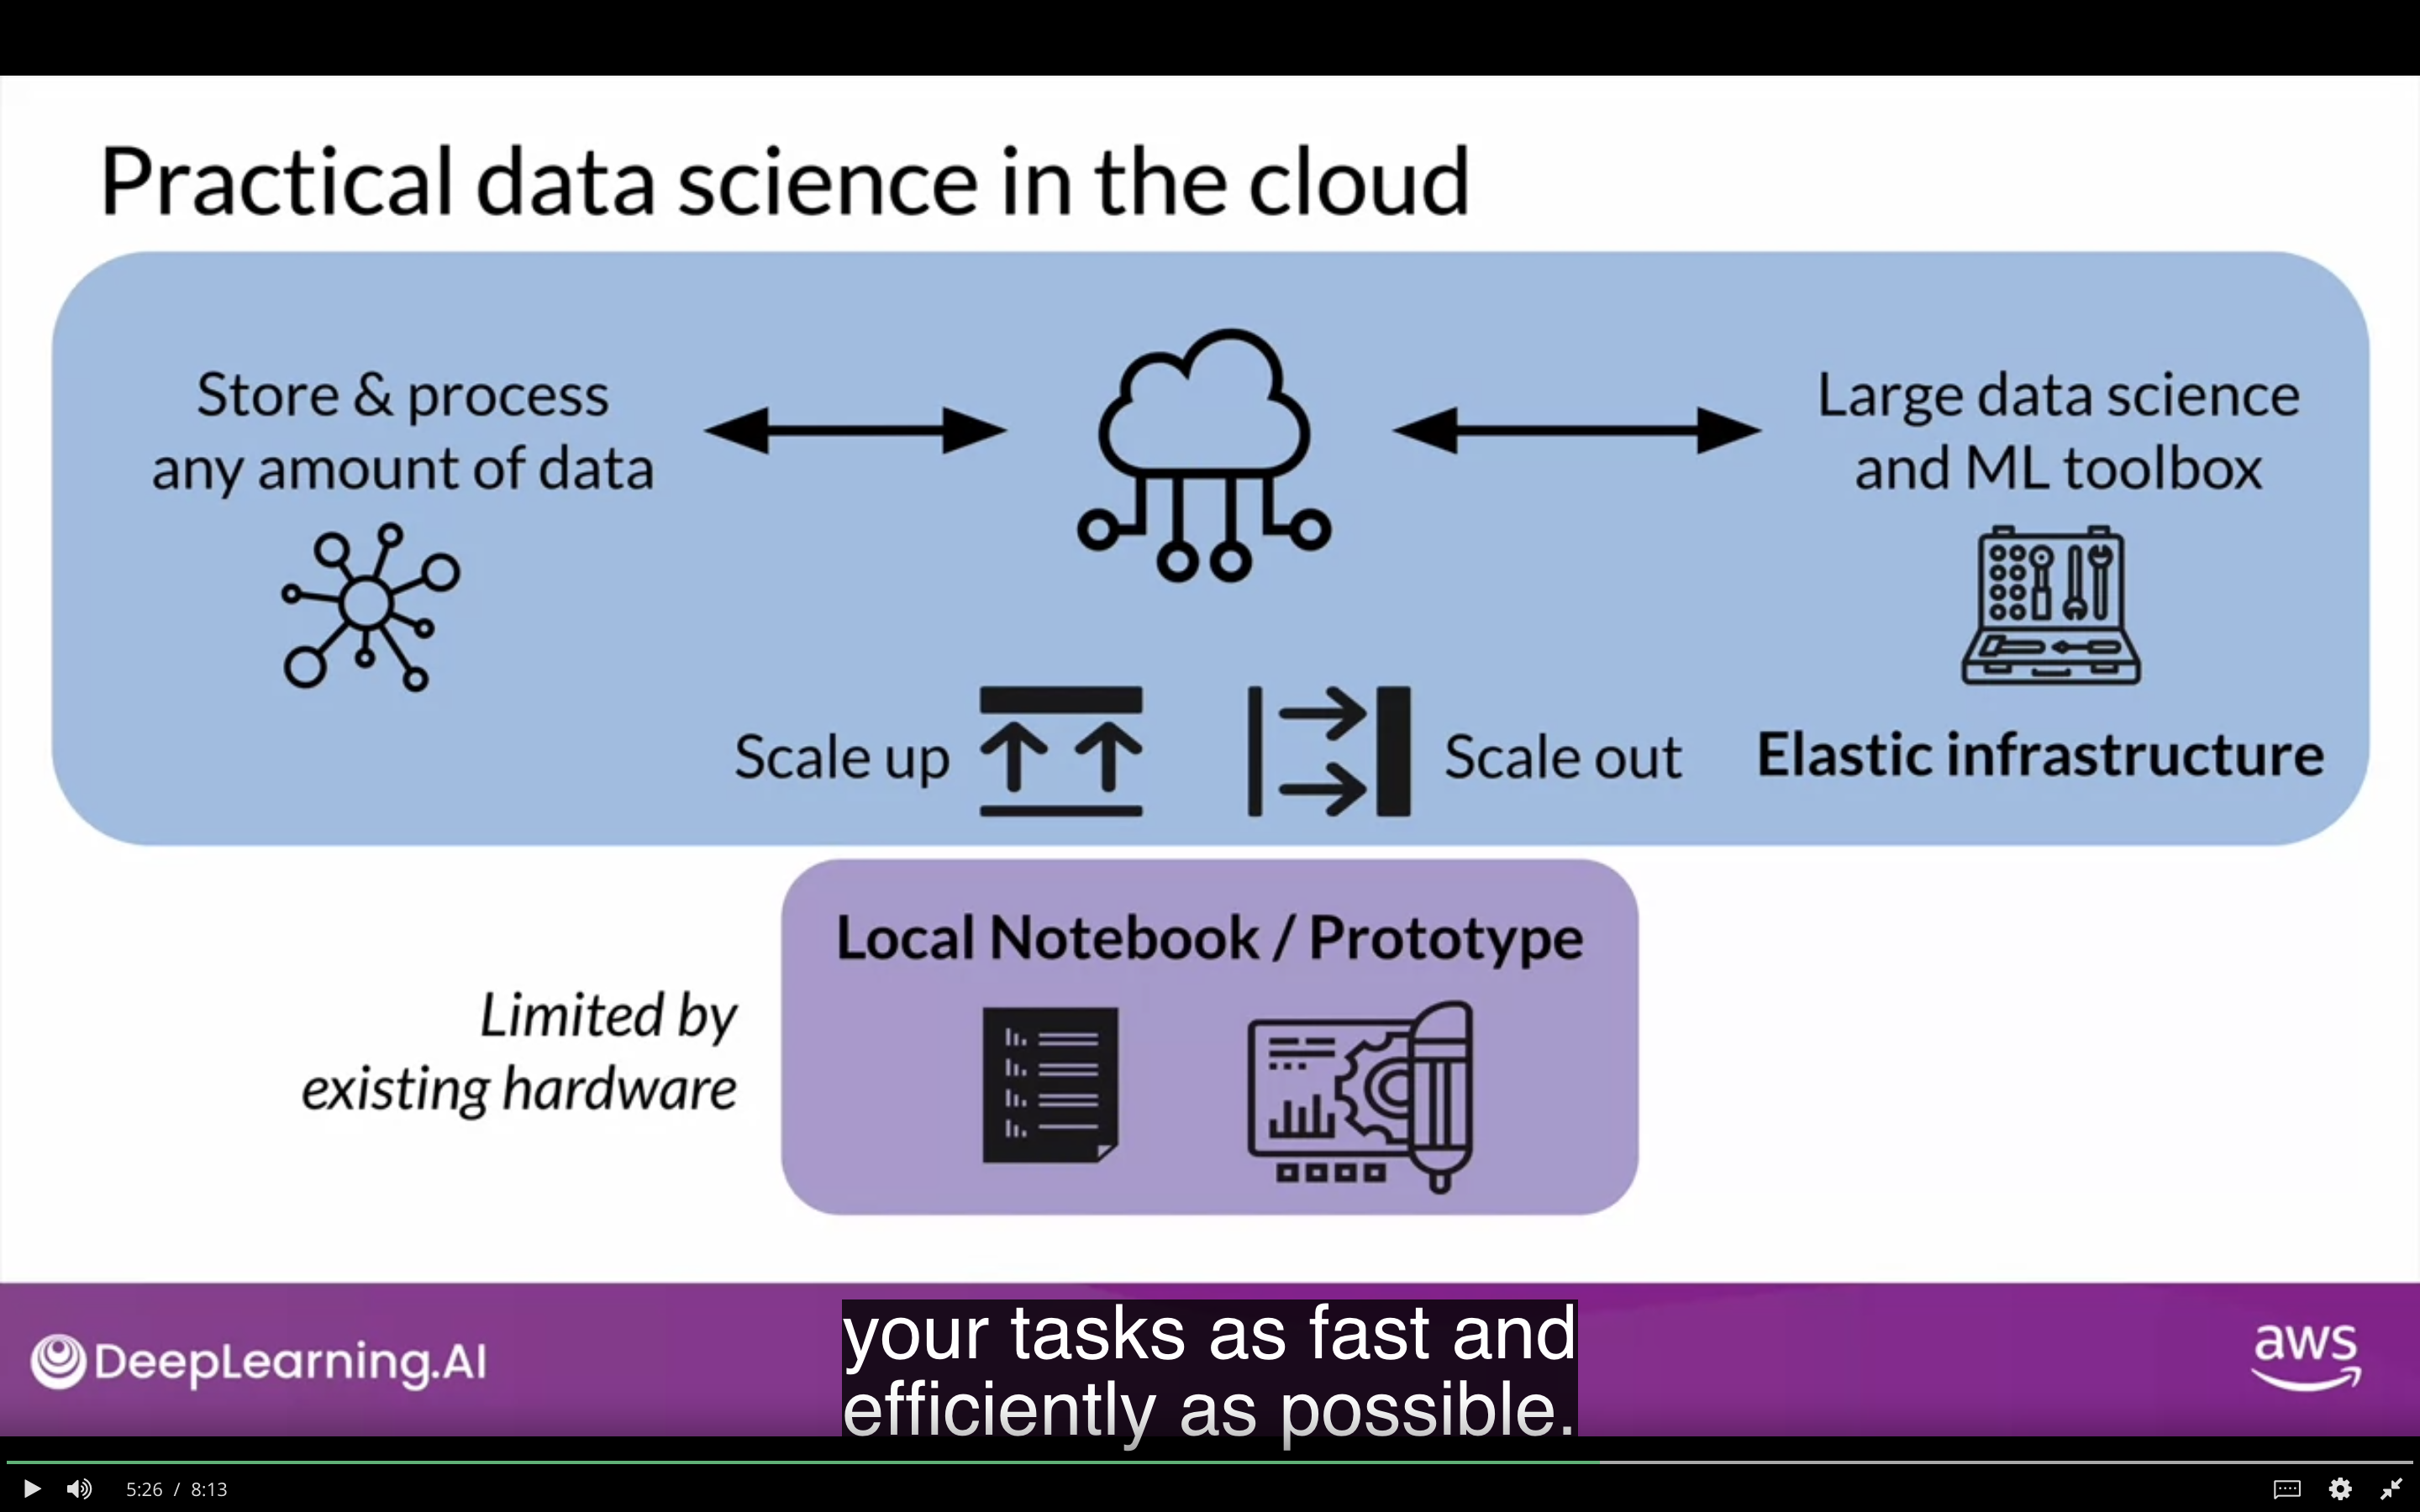 Practical data science in the cloud
Store & process
any amount of data
Large data science
and ML toolbox
Scale up
Scale out
Elastic infrastructure
Local Notebook / Prototype
Limited by
existing hardware
DeepLearning.AI
your tasks as fast and
efficiently as possible.
aws
5:26 / 8:13